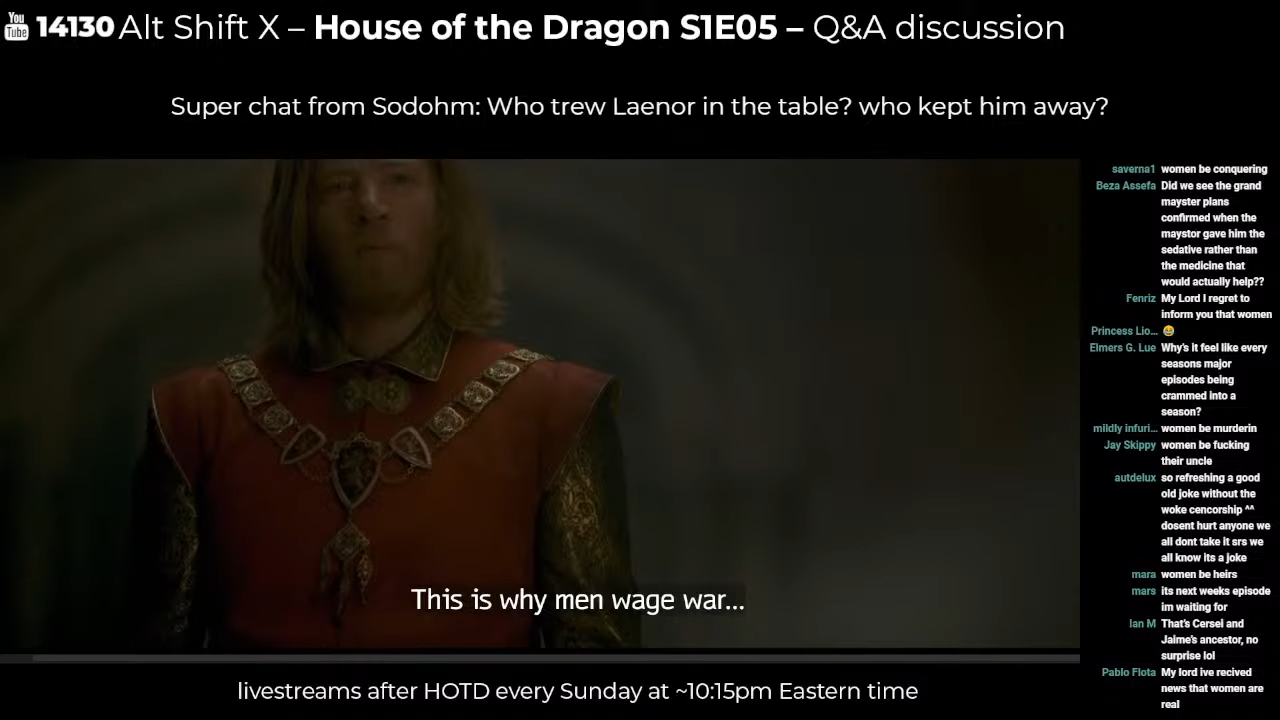 You Tube 14130 Alt Shift X – House of the Dragon S1E05 – Q&A discussion
Super chat from Sodohm: Who trew Laenor in the table? who kept him away?
This is why men wage war...
livestreams after HOTD every Sunday at ~10:15pm Eastern time
saverna1 women be conquering
Beza Assefa Did we see the grand
mayster plans
confirmed when the
maystor gave him the
sedative rather than
the medicine that
would actually help??
Fenriz My Lord I regret to
inform you that women
Princess Lio... 😂
Elmers G. Lue Why's it feel like every
seasons major
episodes being
crammed into a
season?
mildly infuri... women be murderin
Jay Skippy women be fucking
their uncle
autdelux so refreshing a good
old joke without the
woke cencorship ^^
dosent hurt anyone we
all dont take it srs we
all know its a joke
mara women be heirs
mars its next weeks episode
im waiting for
Ian M That's Cersei and
Jaime's ancestor, no
surprise lol
Pablo Flota My lord ive recived
news that women are
real